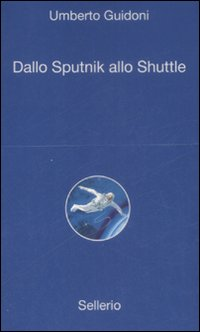 Umberto Guidoni
Dallo Sputnik allo Shuttle
Sellerio